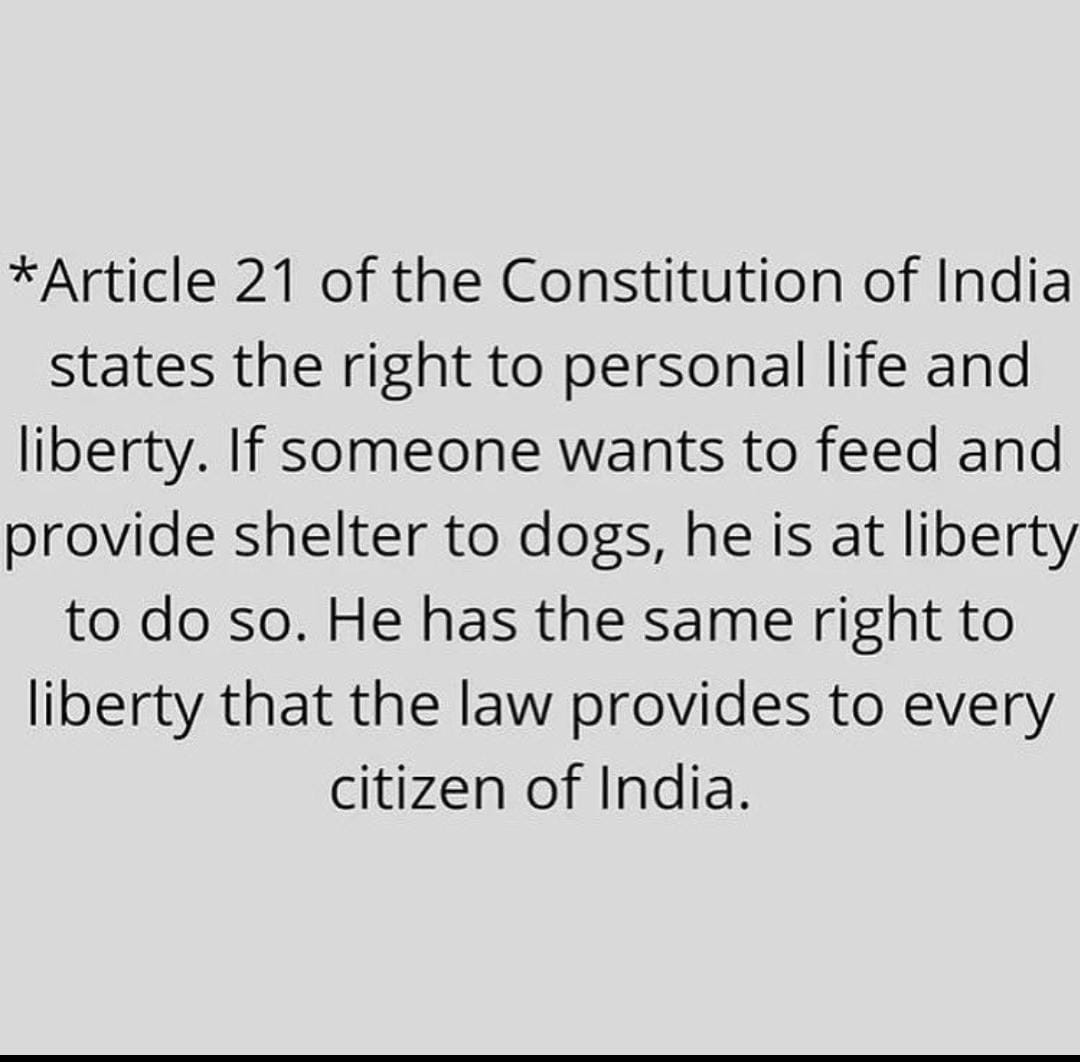 *Article 21 of the Constitution of India
states the right to personal life and
liberty. If someone wants to feed and
provide shelter to dogs, he is at liberty
to do so. He has the same right to
liberty that the law provides to every
citizen of India.